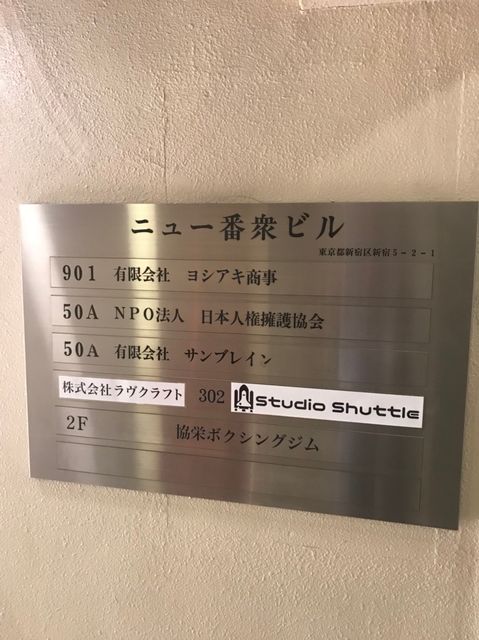 ニュー番衆ビル
東京都新宿区新宿5-2-1
901 有限会社 ヨシアキ商事
50A NPO法人 日本人権擁護協会
50A 有限会社 サンブレイン
株式会社ラヴクラフト 302 Studio Shuttle
2F 協栄ボクシングジム